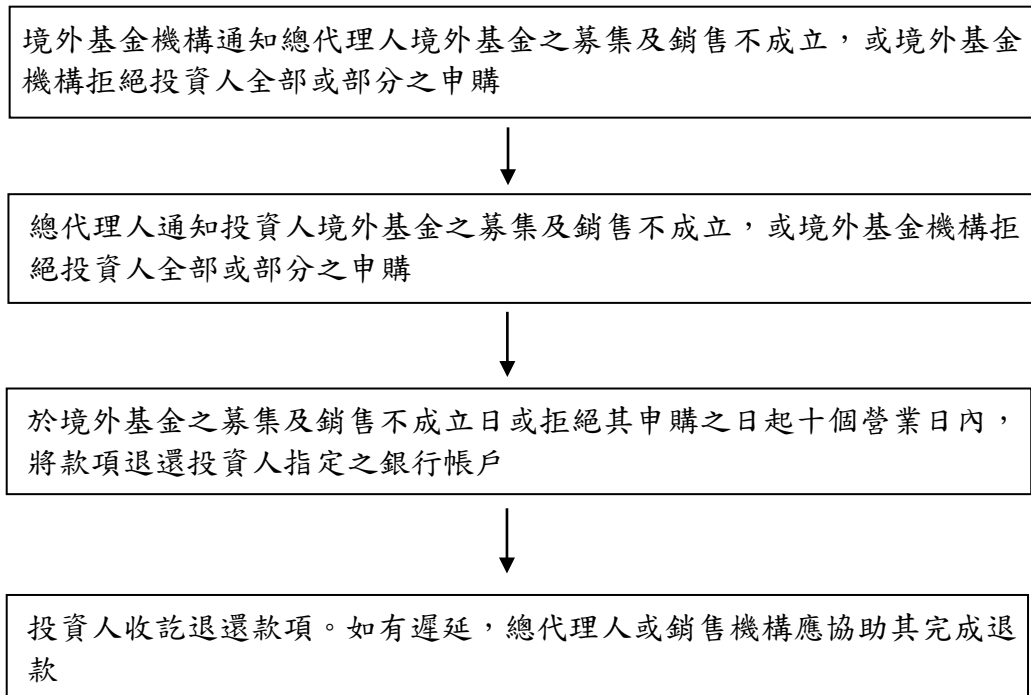 境外基金機構通知總代理人境外基金之募集及銷售不成立，或境外基金
機構拒絕投資人全部或部分之申購
總代理人通知投資人境外基金之募集及銷售不成立，或境外基金機構拒
絕投資人全部或部分之申購
於境外基金之募集及銷售不成立日或拒絕其申購之日起十個營業日內，
將款項退還投資人指定之銀行帳戶
投資人收訖退還款項。如有遲延，總代理人或銷售機構應協助其完成退
款